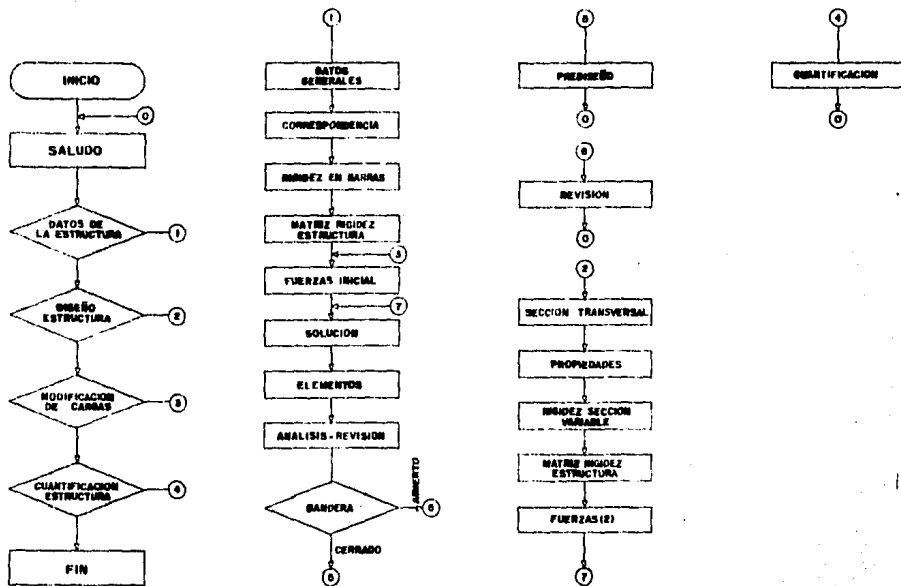 INICIO
0
SALUDO
DATOS DE
LA ESTRUCTURA
1
DISEÑO
ESTRUCTURA
2
MODIFICACION
DE CARGAS
3
CUANTIFICACION
ESTRUCTURA
4
FIN
1
DATOS
GENERALES
CORRESPONDENCIA
RIGIDEZ EN BARRAS
MATRIZ RIGIDEZ
ESTRUCTURA
3
FUERZAS INICIAL
7
SOLUCION
ELEMENTOS
ANALISIS-REVISION
BANDERA
ABIERTO
6
CERRADO
5
5
PREDISEÑO
0
6
REVISION
0
2
SECCION TRANSVERSAL
PROPIEDADES
RIGIDEZ SECCION
VARIABLE
MATRIZ RIGIDEZ
ESTRUCTURA
FUERZAS(2)
7
4
CUANTIFICACION
0